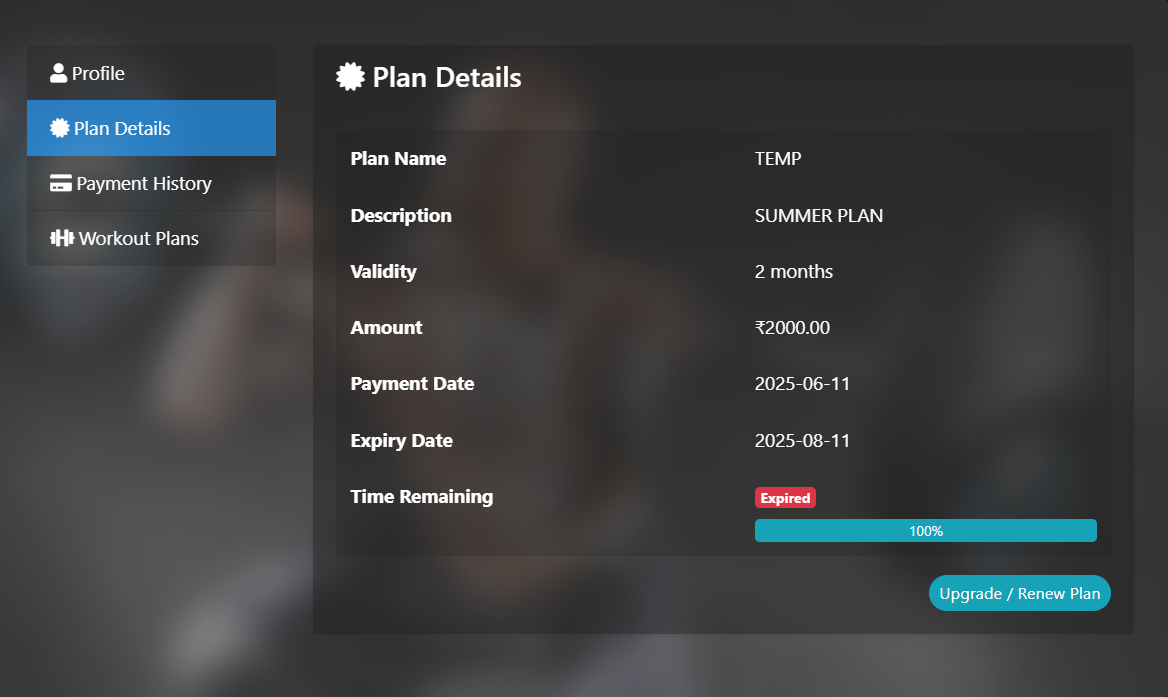 Profile
Plan Details
Payment History
Workout Plans
Plan Details
Plan Name TEMP
Description SUMMER PLAN
Validity 2 months
Amount ₹2000.00
Payment Date 2025-06-11
Expiry Date 2025-08-11
Time Remaining Expired
100%
Upgrade / Renew Plan